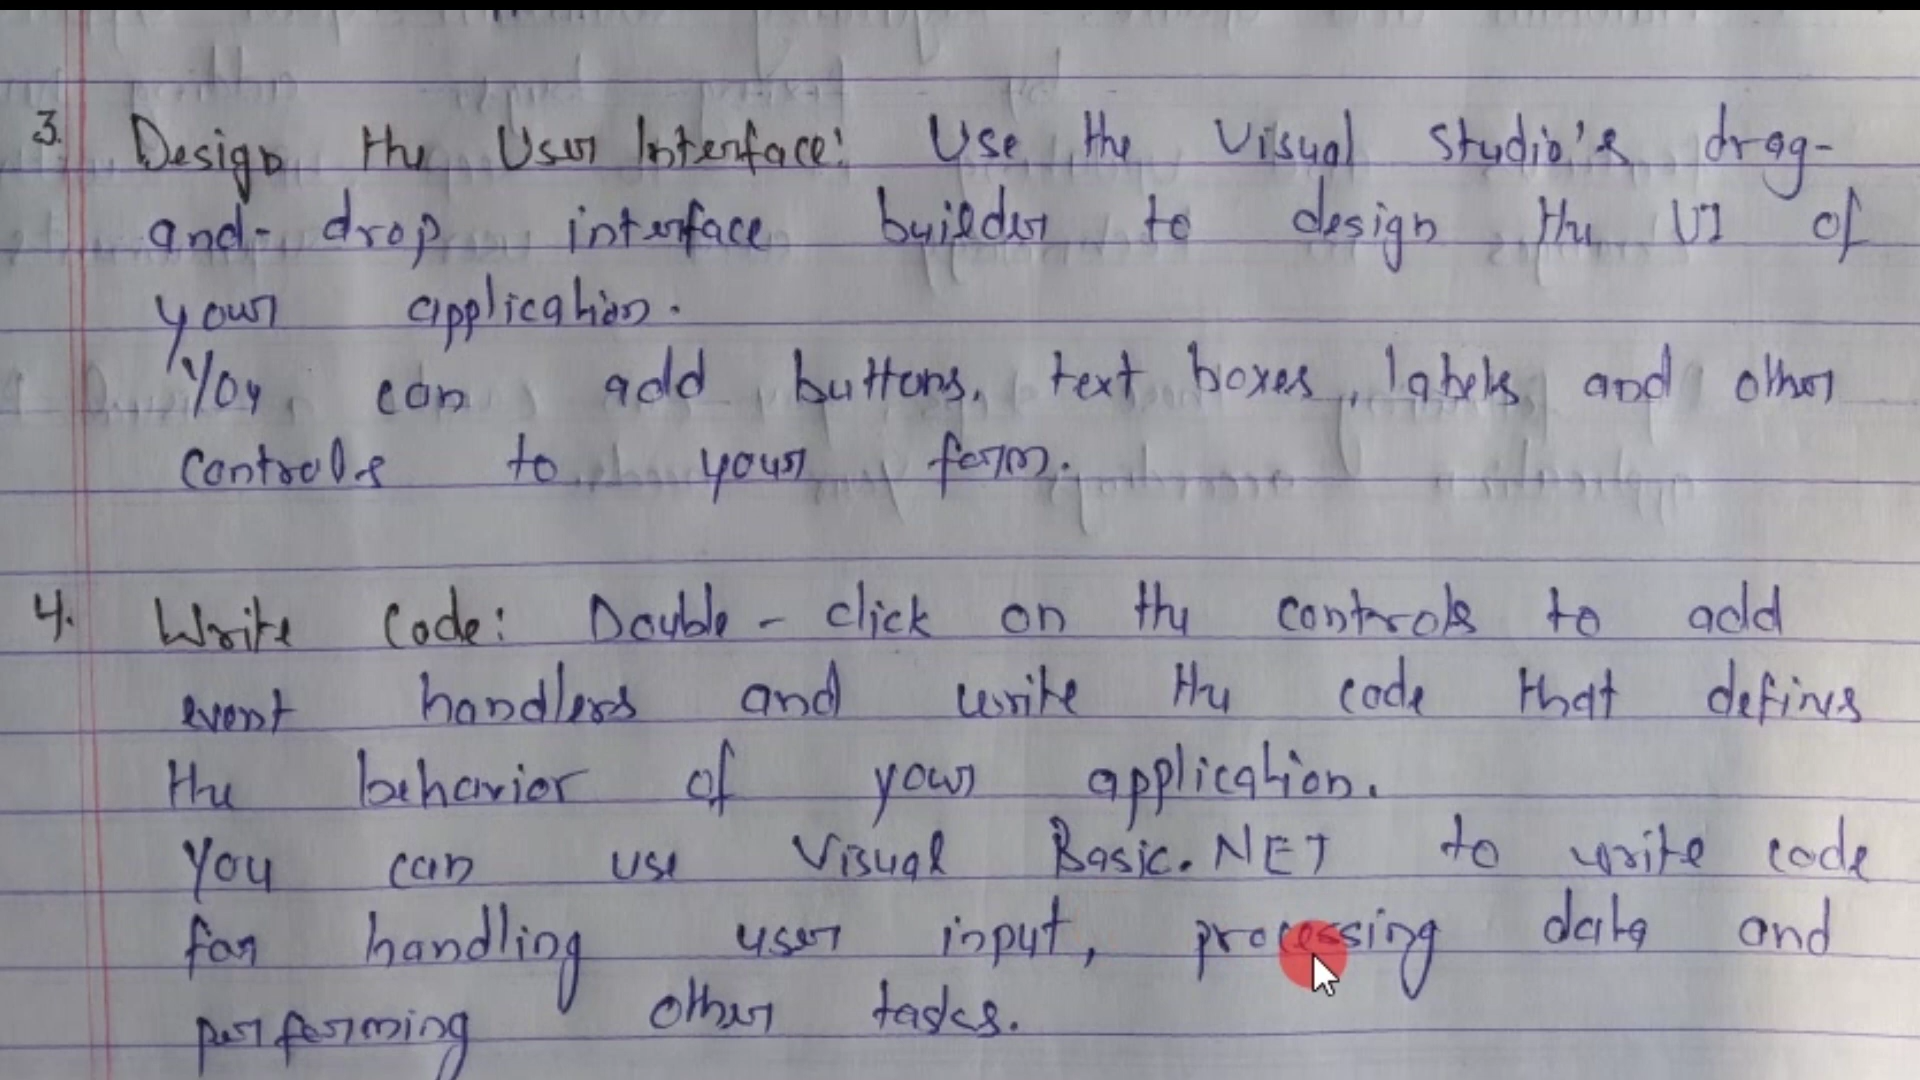 3. Design the User Interface: Use the Visual Studio's drag-
and-drop interface builder to design the UI of
your application.
You can add buttons, text boxes, labels and other
controls to your form.
4. Write Code: Double-click on the controls to add
event handlers and write the code that defines
the behavior of your application.
You can use Visual Basic.NET to write code
for handling user input, processing data and
performing other tasks.